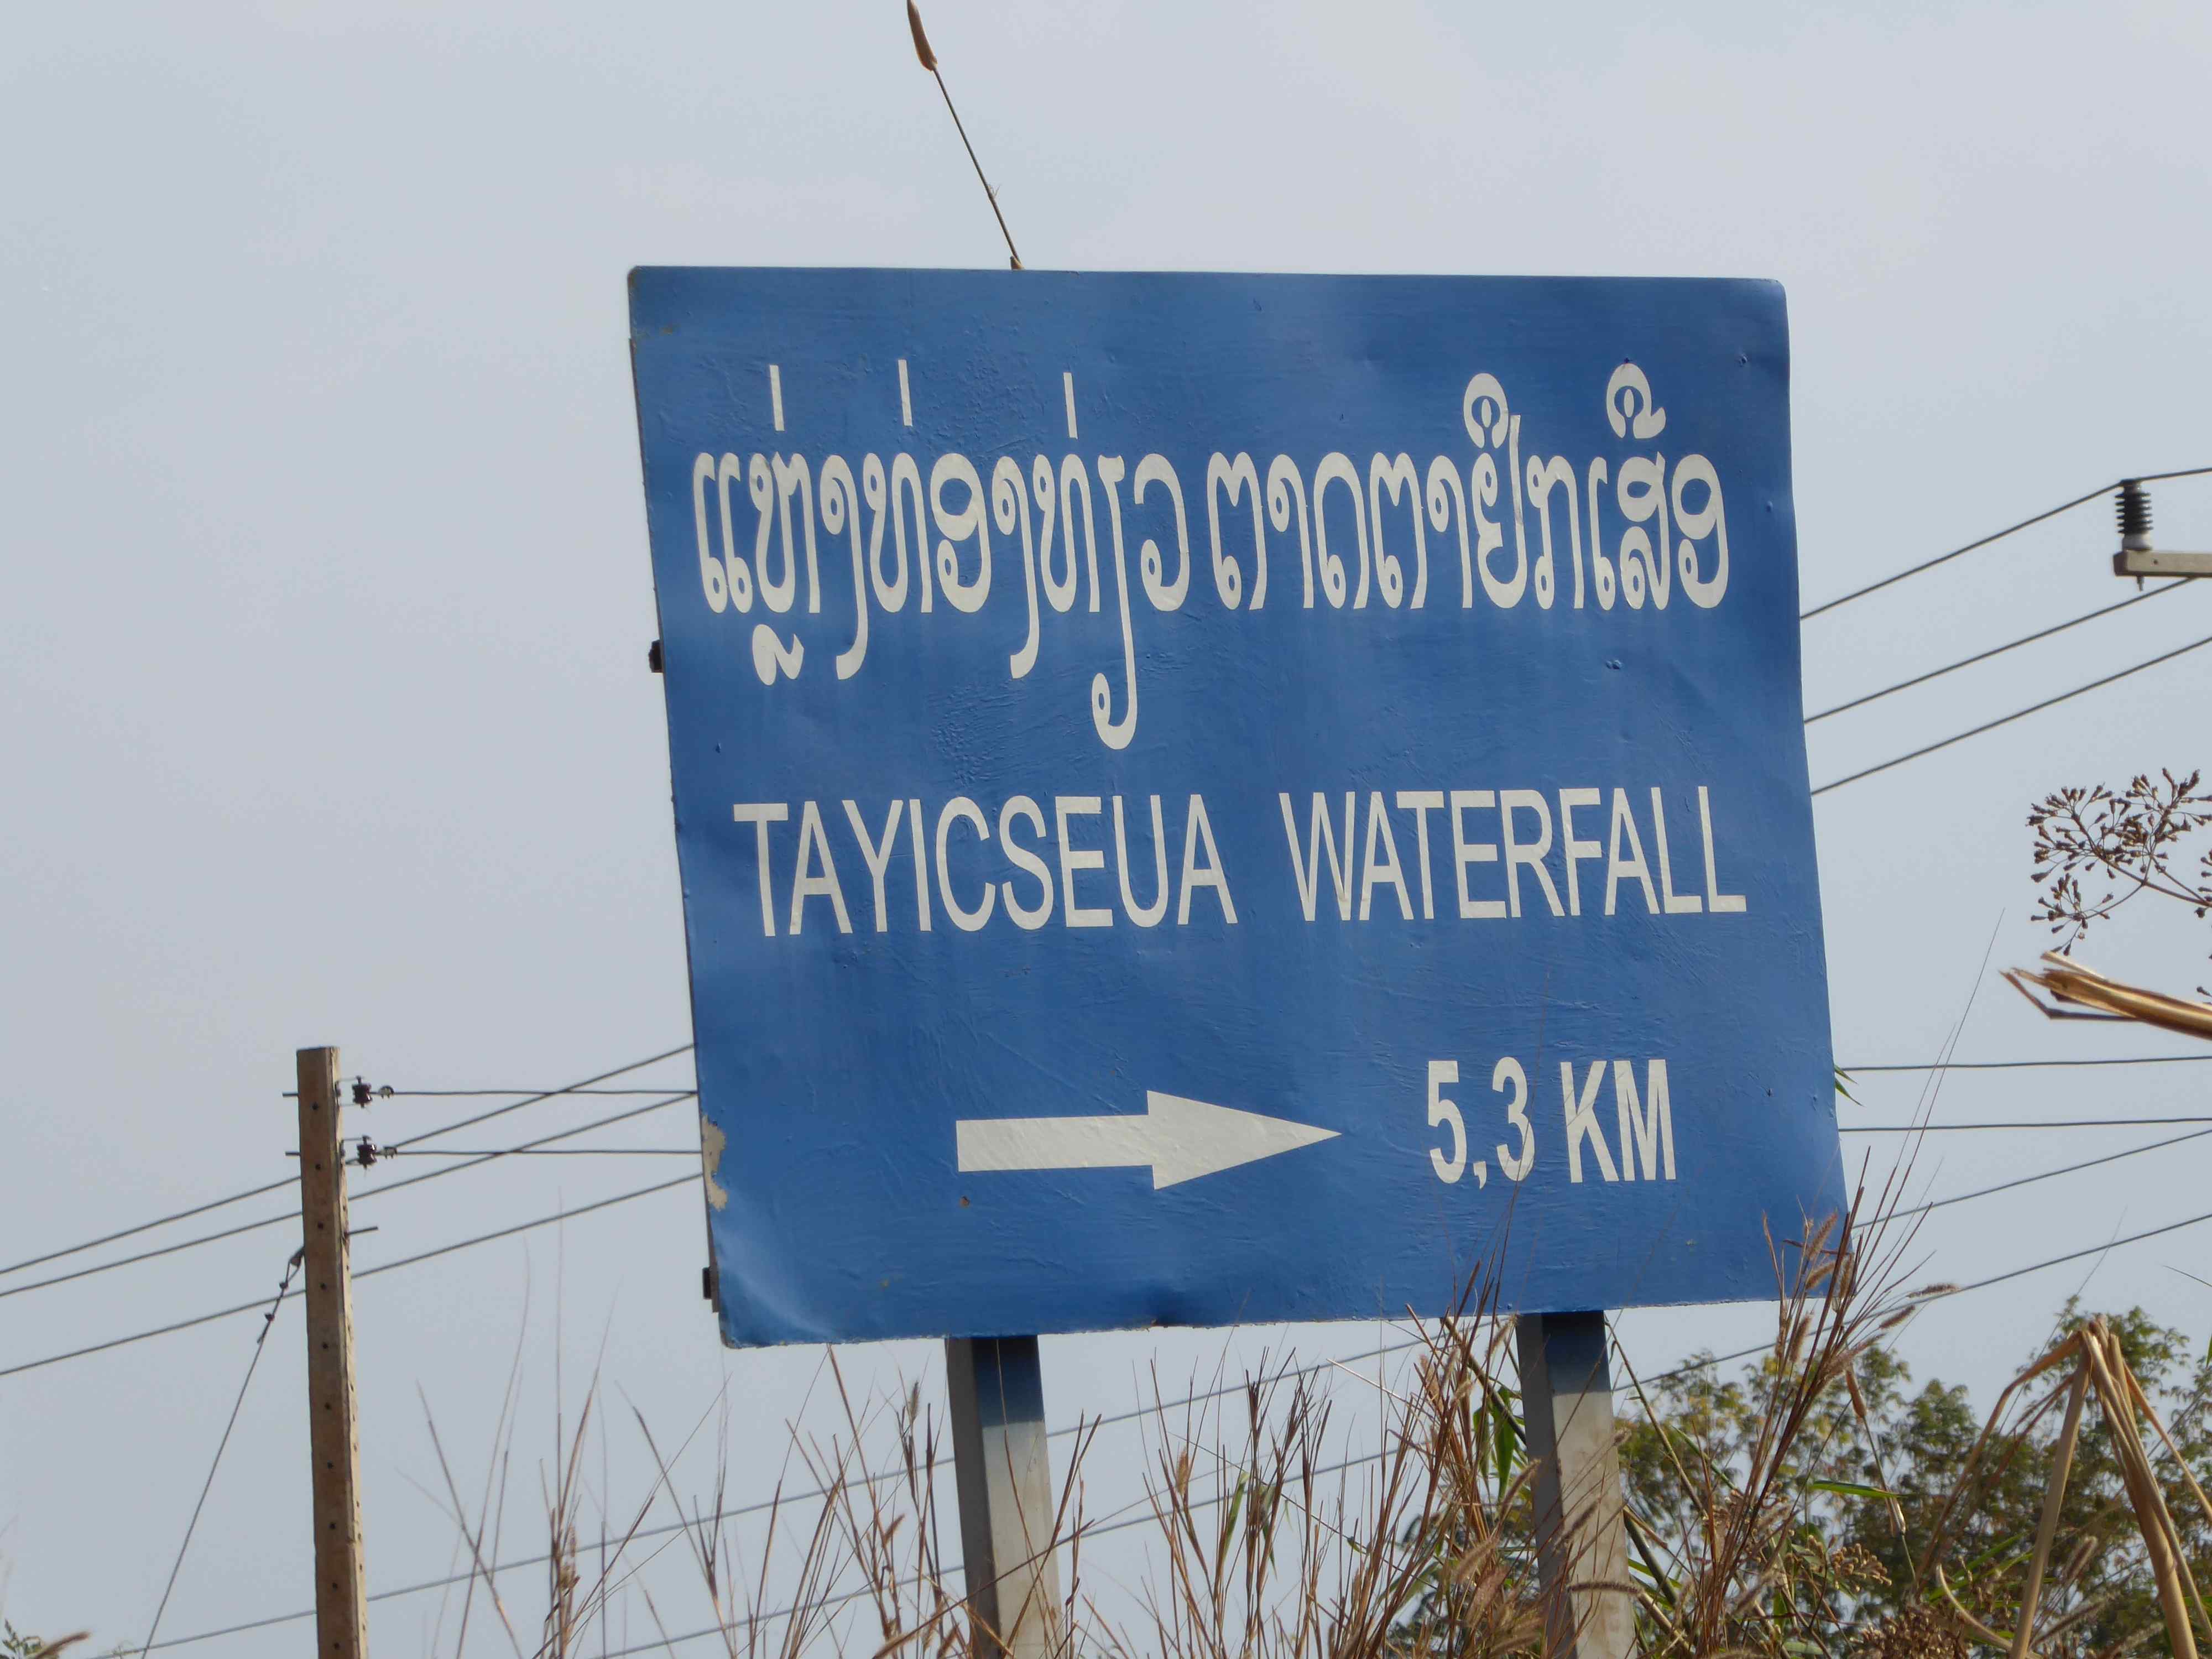 ແຫຼ່ງທ່ອງທ່ຽວ ຕາດຕາຢຶກເສືອ
TAYICSEUA WATERFALL
5,3 KM